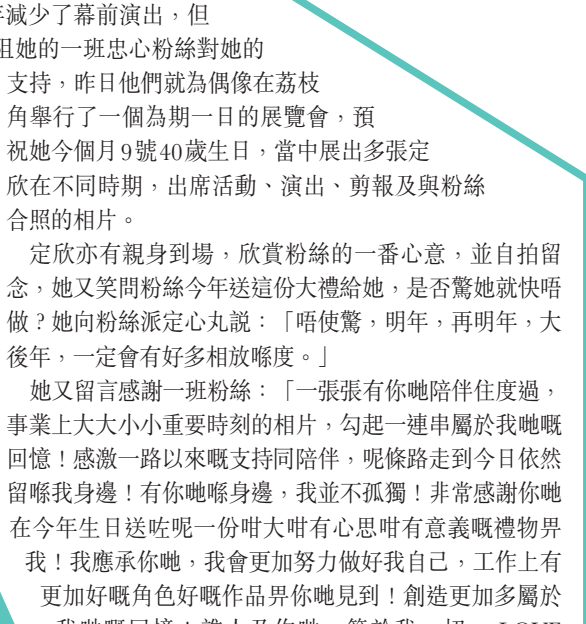 減少了幕前演出，但
阻她的一班忠心粉絲對她的
支持，昨日他們就為偶像在荔枝
角舉行了一個為期一日的展覽會，預
祝她今個月9號40歲生日，當中展出多張定
欣在不同時期，出席活動、演出、剪報及與粉絲
合照的相片。
定欣亦有親身到場，欣賞粉絲的一番心意，並自拍留
念，她又笑問粉絲今年送這份大禮給她，是否驚她就快唔
做？她向粉絲派定心丸説：「唔使驚，明年，再明年，大
後年，一定會有好多相放喺度。」
她又留言感謝一班粉絲：「一張張有你哋陪伴住度過，
事業上大大小小重要時刻的相片，勾起一連串屬於我哋嘅
回憶！感激一路以來嘅支持同陪伴，呢條路走到今日依然
留喺我身邊！有你哋喺身邊，我並不孤獨！非常感謝你哋
在今年生日送咗呢一份咁大咁有心思咁有意義嘅禮物畀
我！我應承你哋，我會更加努力做好我自己，工作上有
更加好嘅角色好嘅作品畀你哋見到！創造更加多屬於